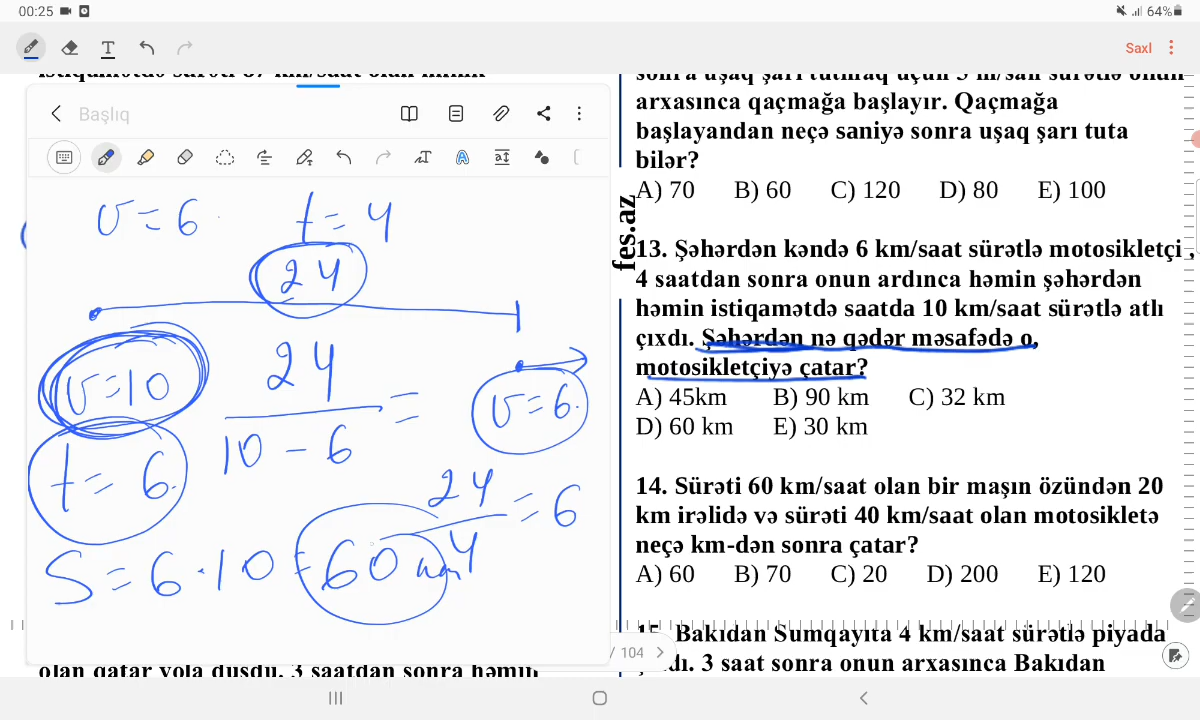 00:25
64%
T
Saxl
Başlıq
υ=6
t=4
24
υ=10
24
10 - 6
=
υ=6.
t=6.
24
4
=6
S=6·10=60 км
olan qatar yola düşdü. 3 saatdan sonra həmin
/ 104
fes.az
arxasınca qaçmağa başlayır. Qaçmağa
başlayandan neçə saniyə sonra uşaq şarı tuta
bilər?
A) 70 B) 60 C) 120 D) 80 E) 100
13. Şəhərdən kəndə 6 km/saat sürətlə motosikletçi ,
4 saatdan sonra onun ardınca həmin şəhərdən
həmin istiqamətdə saatda 10 km/saat sürətlə atlı
çıxdı. Şəhərdən nə qədər məsafədə o,
motosikletçiyə çatar?
A) 45km B) 90 km C) 32 km
D) 60 km E) 30 km
14. Sürəti 60 km/saat olan bir maşın özündən 20
km irəlidə və sürəti 40 km/saat olan motosikletə
neçə km-dən sonra çatar?
A) 60 B) 70 C) 20 D) 200 E) 120
15. Bakıdan Sumqayıta 4 km/saat sürətlə piyada
3 saat sonra onun arxasınca Bakıdan